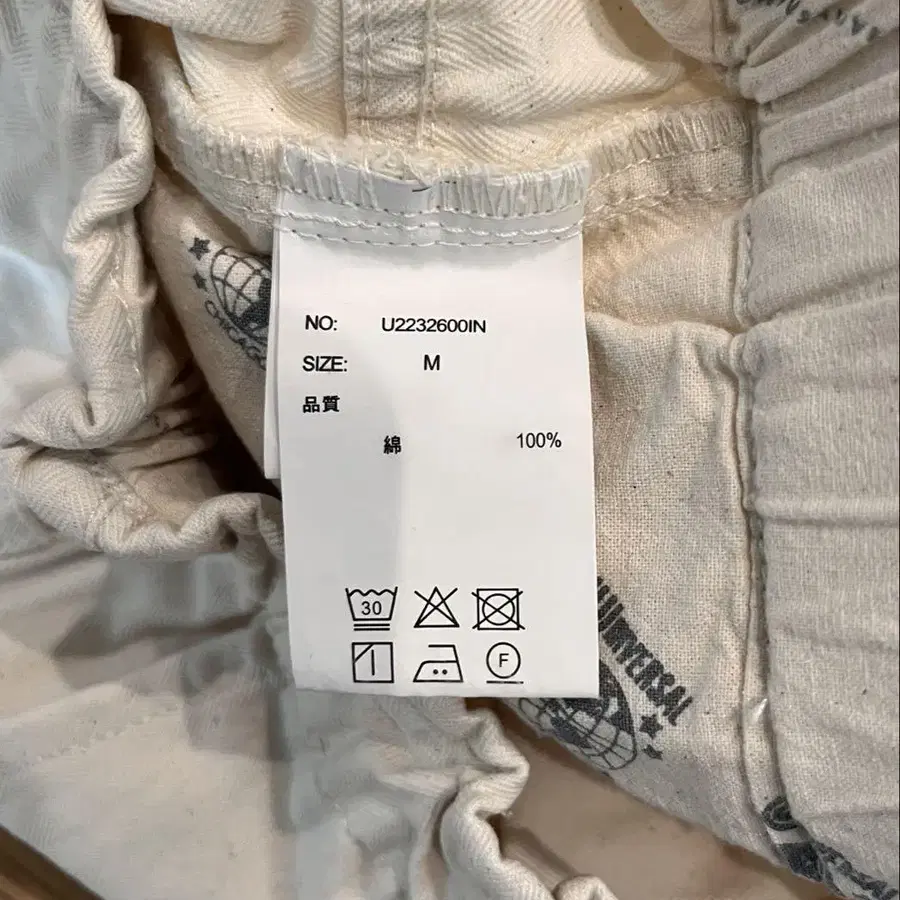 NO: U2232600IN
SIZE: M
品質
綿 100%
30
F
UNIVERSAL